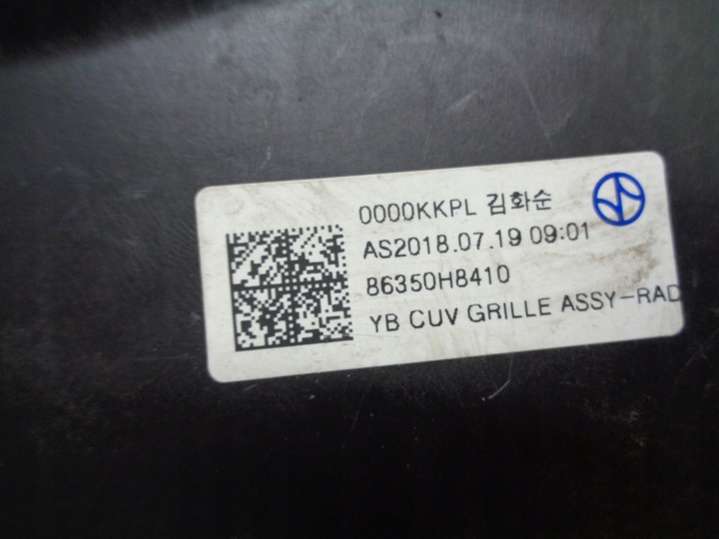 0000KKPL 김화순
AS2018.07.19 09:01
86350H8410
YB CUV GRILLE ASSY-RAD